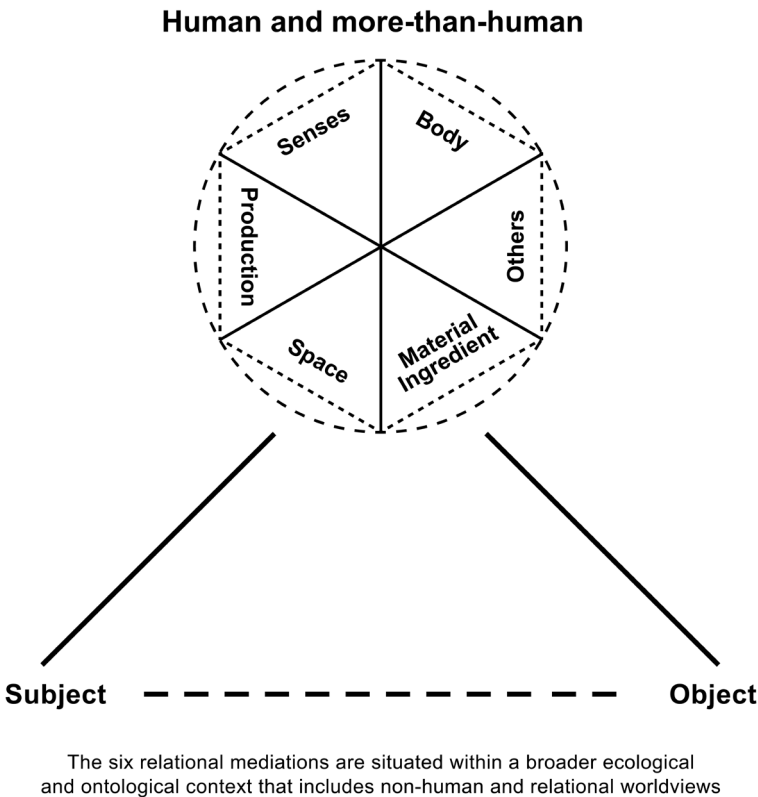 Human and more-than-human
Senses
Body
Production
Others
Space
Material
Ingredient
Subject
Object
The six relational mediations are situated within a broader ecological
and ontological context that includes non-human and relational worldviews